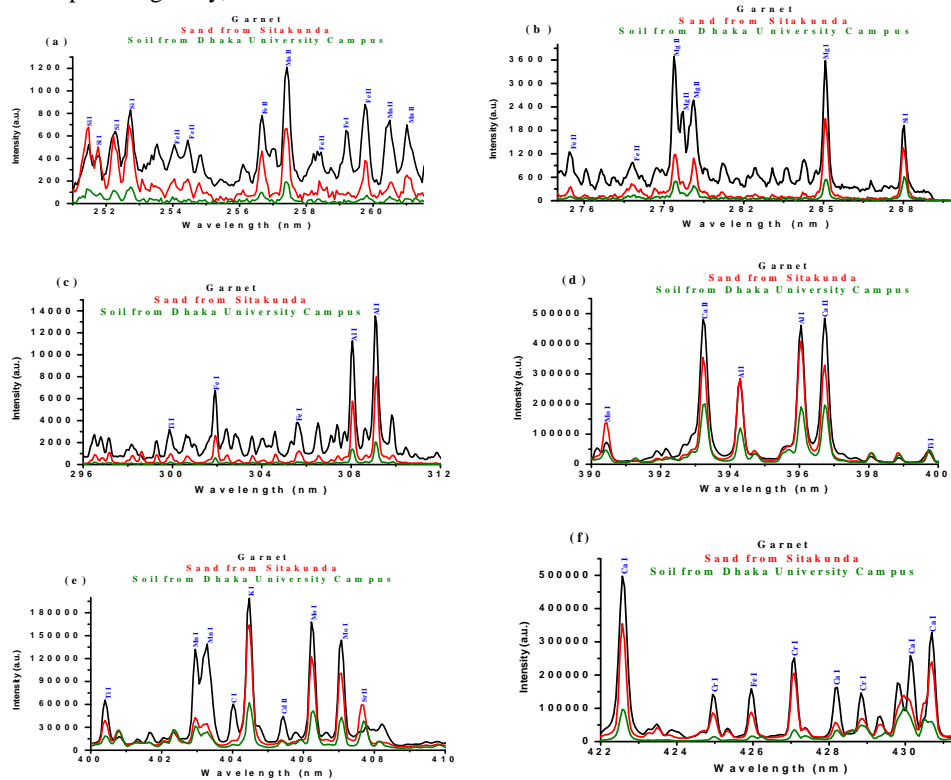 (a)
Garnet
Sand from Sitakunda
Soil from Dhaka University Campus
1200
1000
800
600
400
200
0
Intensity (a.u.)
Si I
Si I
Si I
Si I
Fe II
Fe II
Fe II
Mn II
Fe II
Fe I
Fe II
Mn II
Mn II
252 254 256 258 260
Wavelength (nm)
(b)
Garnet
Sand from Sitakunda
Soil from Dhaka University Campus
3600
2600
1800
1200
600
0
Intensity (a.u.)
Fe II
Fe II
Mg II
Mg II
Mg II
Mg I
Si I
276 279 282 285 288
Wavelength (nm)
(c)
Garnet
Sand from Sitakunda
Soil from Dhaka University Campus
14000
12000
10000
8000
6000
4000
2000
0
Intensity (a.u.)
Ti I
Fe I
Fe I
Al I
Al I
296 300 304 308 312
Wavelength (nm)
(d)
Garnet
Sand from Sitakunda
Soil from Dhaka University Campus
500000
400000
300000
200000
100000
0
Intensity (a.u.)
Mo I
Ca II
Al I
Al I
Ca II
Ti I
390 392 394 396 398 400
Wavelength (nm)
(e)
Garnet
Sand from Sitakunda
Soil from Dhaka University Campus
180000
150000
120000
90000
60000
30000
0
Intensity (a.u.)
Ti I
Mn I
Mn I
C I
K I
Cd II
Mo I
Mo I
Sr II
400 402 404 406 408 410
Wavelength (nm)
(f)
Garnet
Sand from Sitakunda
Soil from Dhaka University Campus
500000
400000
300000
200000
100000
0
Intensity (a.u.)
Ca I
Cr I
Fe I
Cr I
Ca I
Cr I
Ca I
Ca I
422 424 426 428 430
Wavelength (nm)